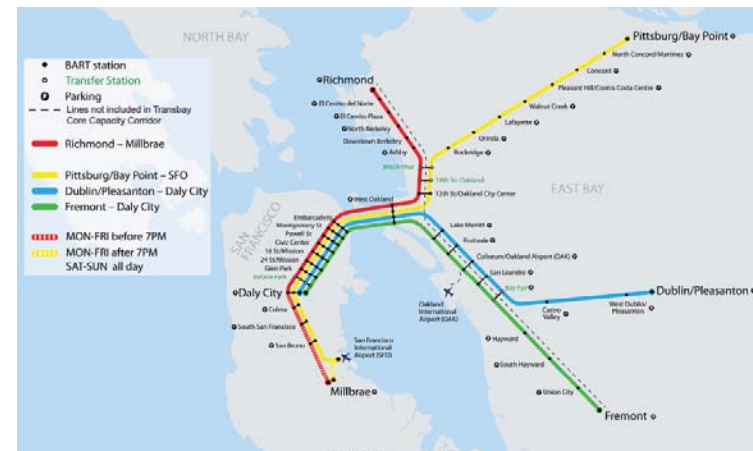 NORTH BAY
BART station
Transfer Station
Parking
Lines not included in Transbay
Core Capacity Corridor
Richmond – Millbrae
Pittsburg/Bay Point – SFO
Dublin/Pleasanton – Daly City
Fremont – Daly City
MON-FRI before 7PM
MON-FRI after 7PM
SAT-SUN all day
Pittsburg/Bay Point
North Concord/Martinez
Concord
Pleasant Hill/Contra Costa Centre
Walnut Creek
Lafayette
Orinda
Rockridge
Richmond
El Cerrito del Norte
El Cerrito Plaza
North Berkeley
Downtown Berkeley
Ashby
MacArthur
19th St/Oakland
12th St/Oakland City Center
West Oakland
EAST BAY
SAN
FRANCISCO
Embarcadero
Montgomery St
Powell St
Civic Center
16 St/Mission
24 St/Mission
Glen Park
Daly City
Colma
South San Francisco
San Bruno
San Francisco
International
Airport (SFO)
Millbrae
Lake Merritt
Fruitvale
Coliseum/Oakland Airport (OAK)
San Leandro
Bay Fair
Oakland
International
Airport (OAK)
Castro
Valley
West Dublin/
Pleasanton
Dublin/Pleasanton
Hayward
South Hayward
Union City
Fremont